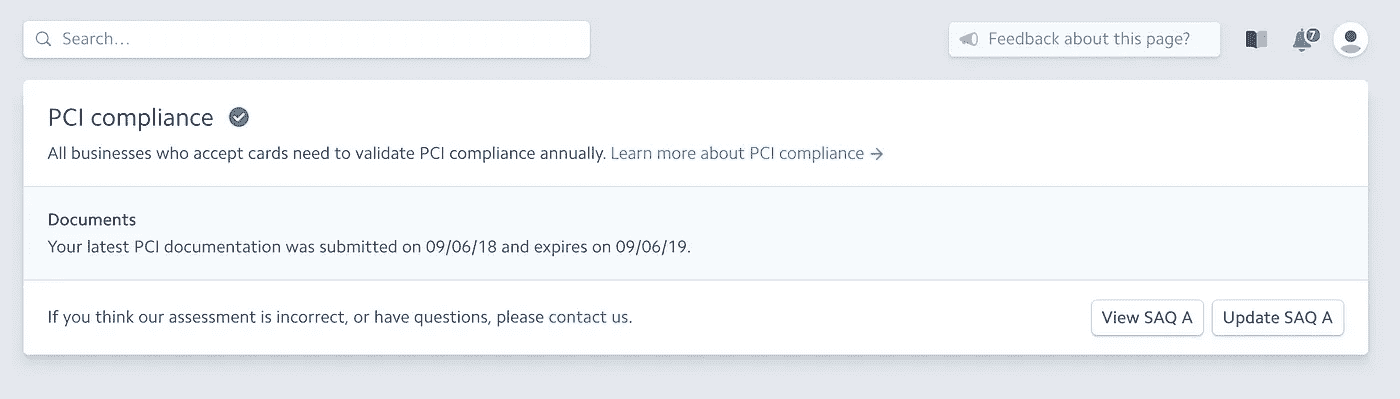 Search…
Feedback about this page?
7
PCI compliance
All businesses who accept cards need to validate PCI compliance annually. Learn more about PCI compliance →
Documents
Your latest PCI documentation was submitted on 09/06/18 and expires on 09/06/19.
If you think our assessment is incorrect, or have questions, please contact us.
View SAQ A
Update SAQ A